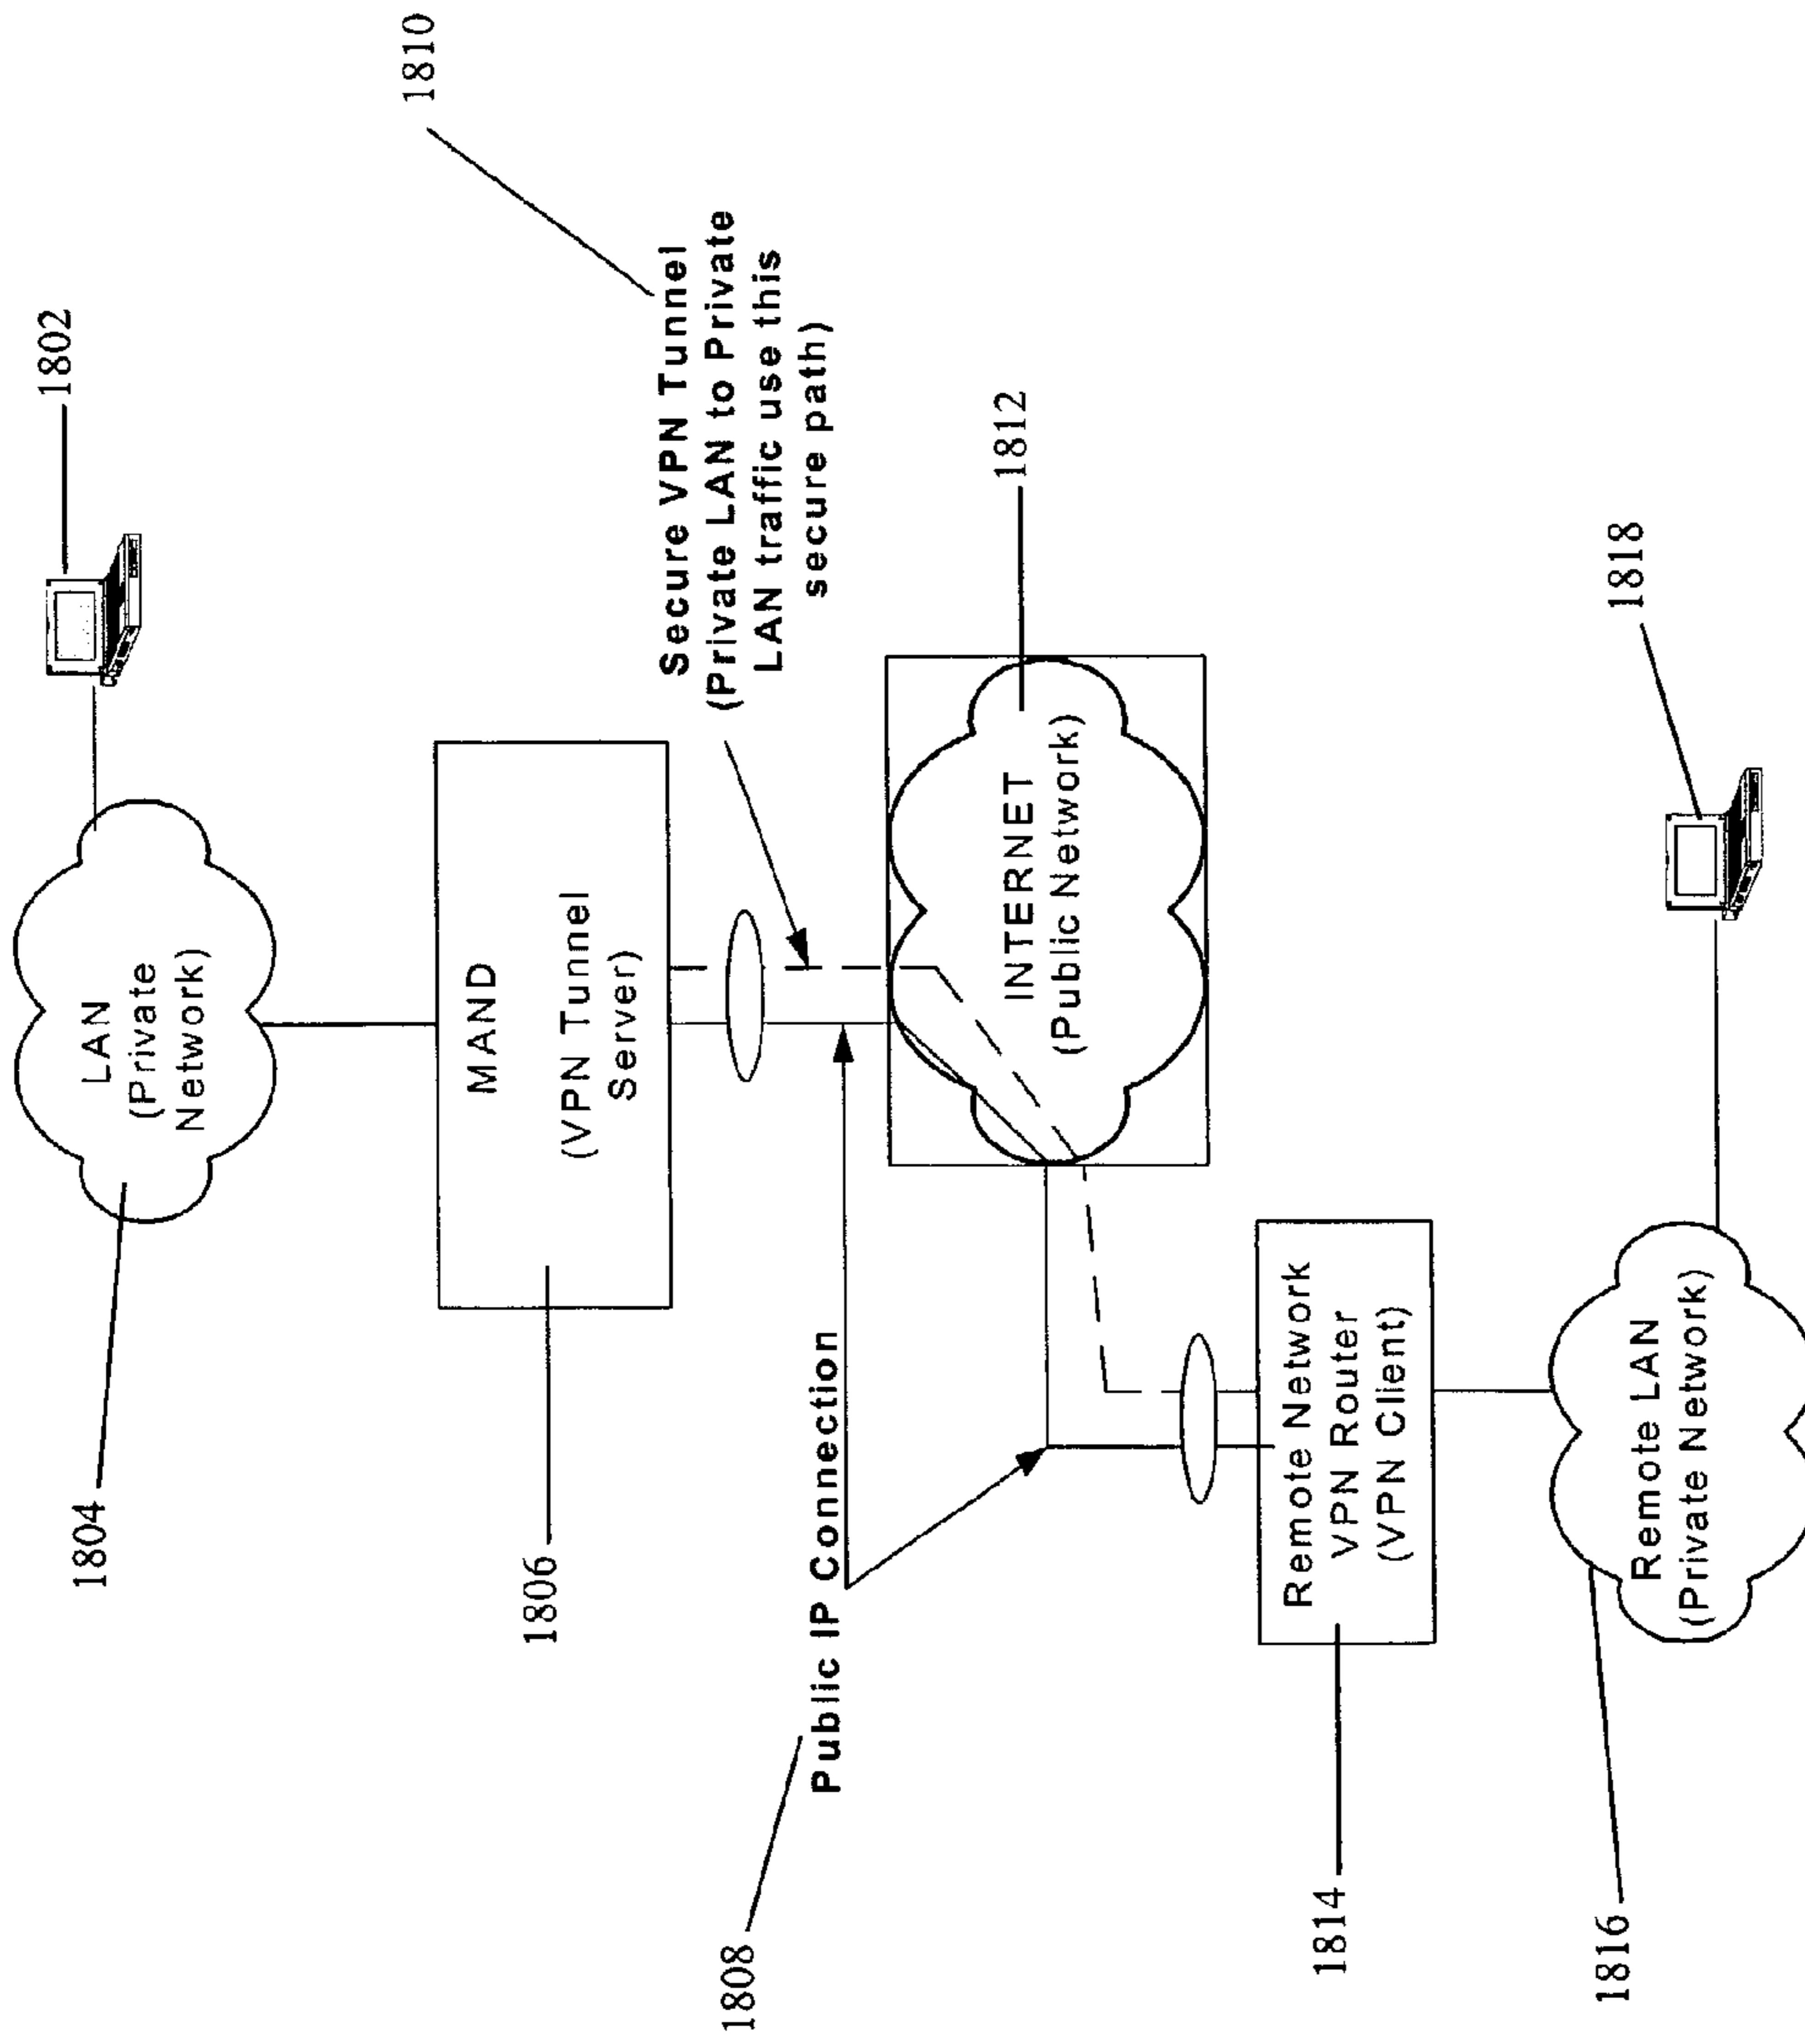 1802
LAN
(Private
Network)
1804
MAND
(VPN Tunnel
Server)
1806
1810
Secure VPN Tunnel
(Private LAN to Private
LAN traffic use this
secure path)
1808
Public IP Connection
INTERNET
(Public Network)
1812
Remote Network
VPN Router
(VPN Client)
1814
Remote LAN
(Private Network)
1816
1818